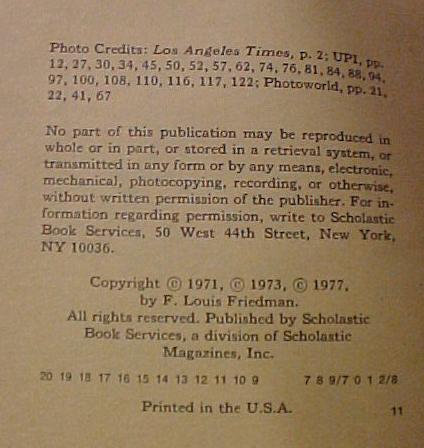 Photo Credits: Los Angeles Times, p. 2; UPI, pp.
12, 27, 30, 34, 45, 50, 52, 57, 62, 74, 76, 81, 84, 88, 94,
97, 100, 108, 110, 116, 117, 122; Photoworld, pp. 21,
22, 41, 67
No part of this publication may be reproduced in
whole or in part, or stored in a retrieval system, or
transmitted in any form or by any means, electronic,
mechanical, photocopying, recording, or otherwise,
without written permission of the publisher. For in-
formation regarding permission, write to Scholastic
Book Services, 50 West 44th Street, New York,
NY 10036.
Copyright © 1971, © 1973, © 1977,
by F. Louis Friedman.
All rights reserved. Published by Scholastic
Book Services, a division of Scholastic
Magazines, Inc.
20 19 18 17 16 15 14 13 12 11 10 9 7 8 9/7 0 1 2/8
Printed in the U.S.A. 11